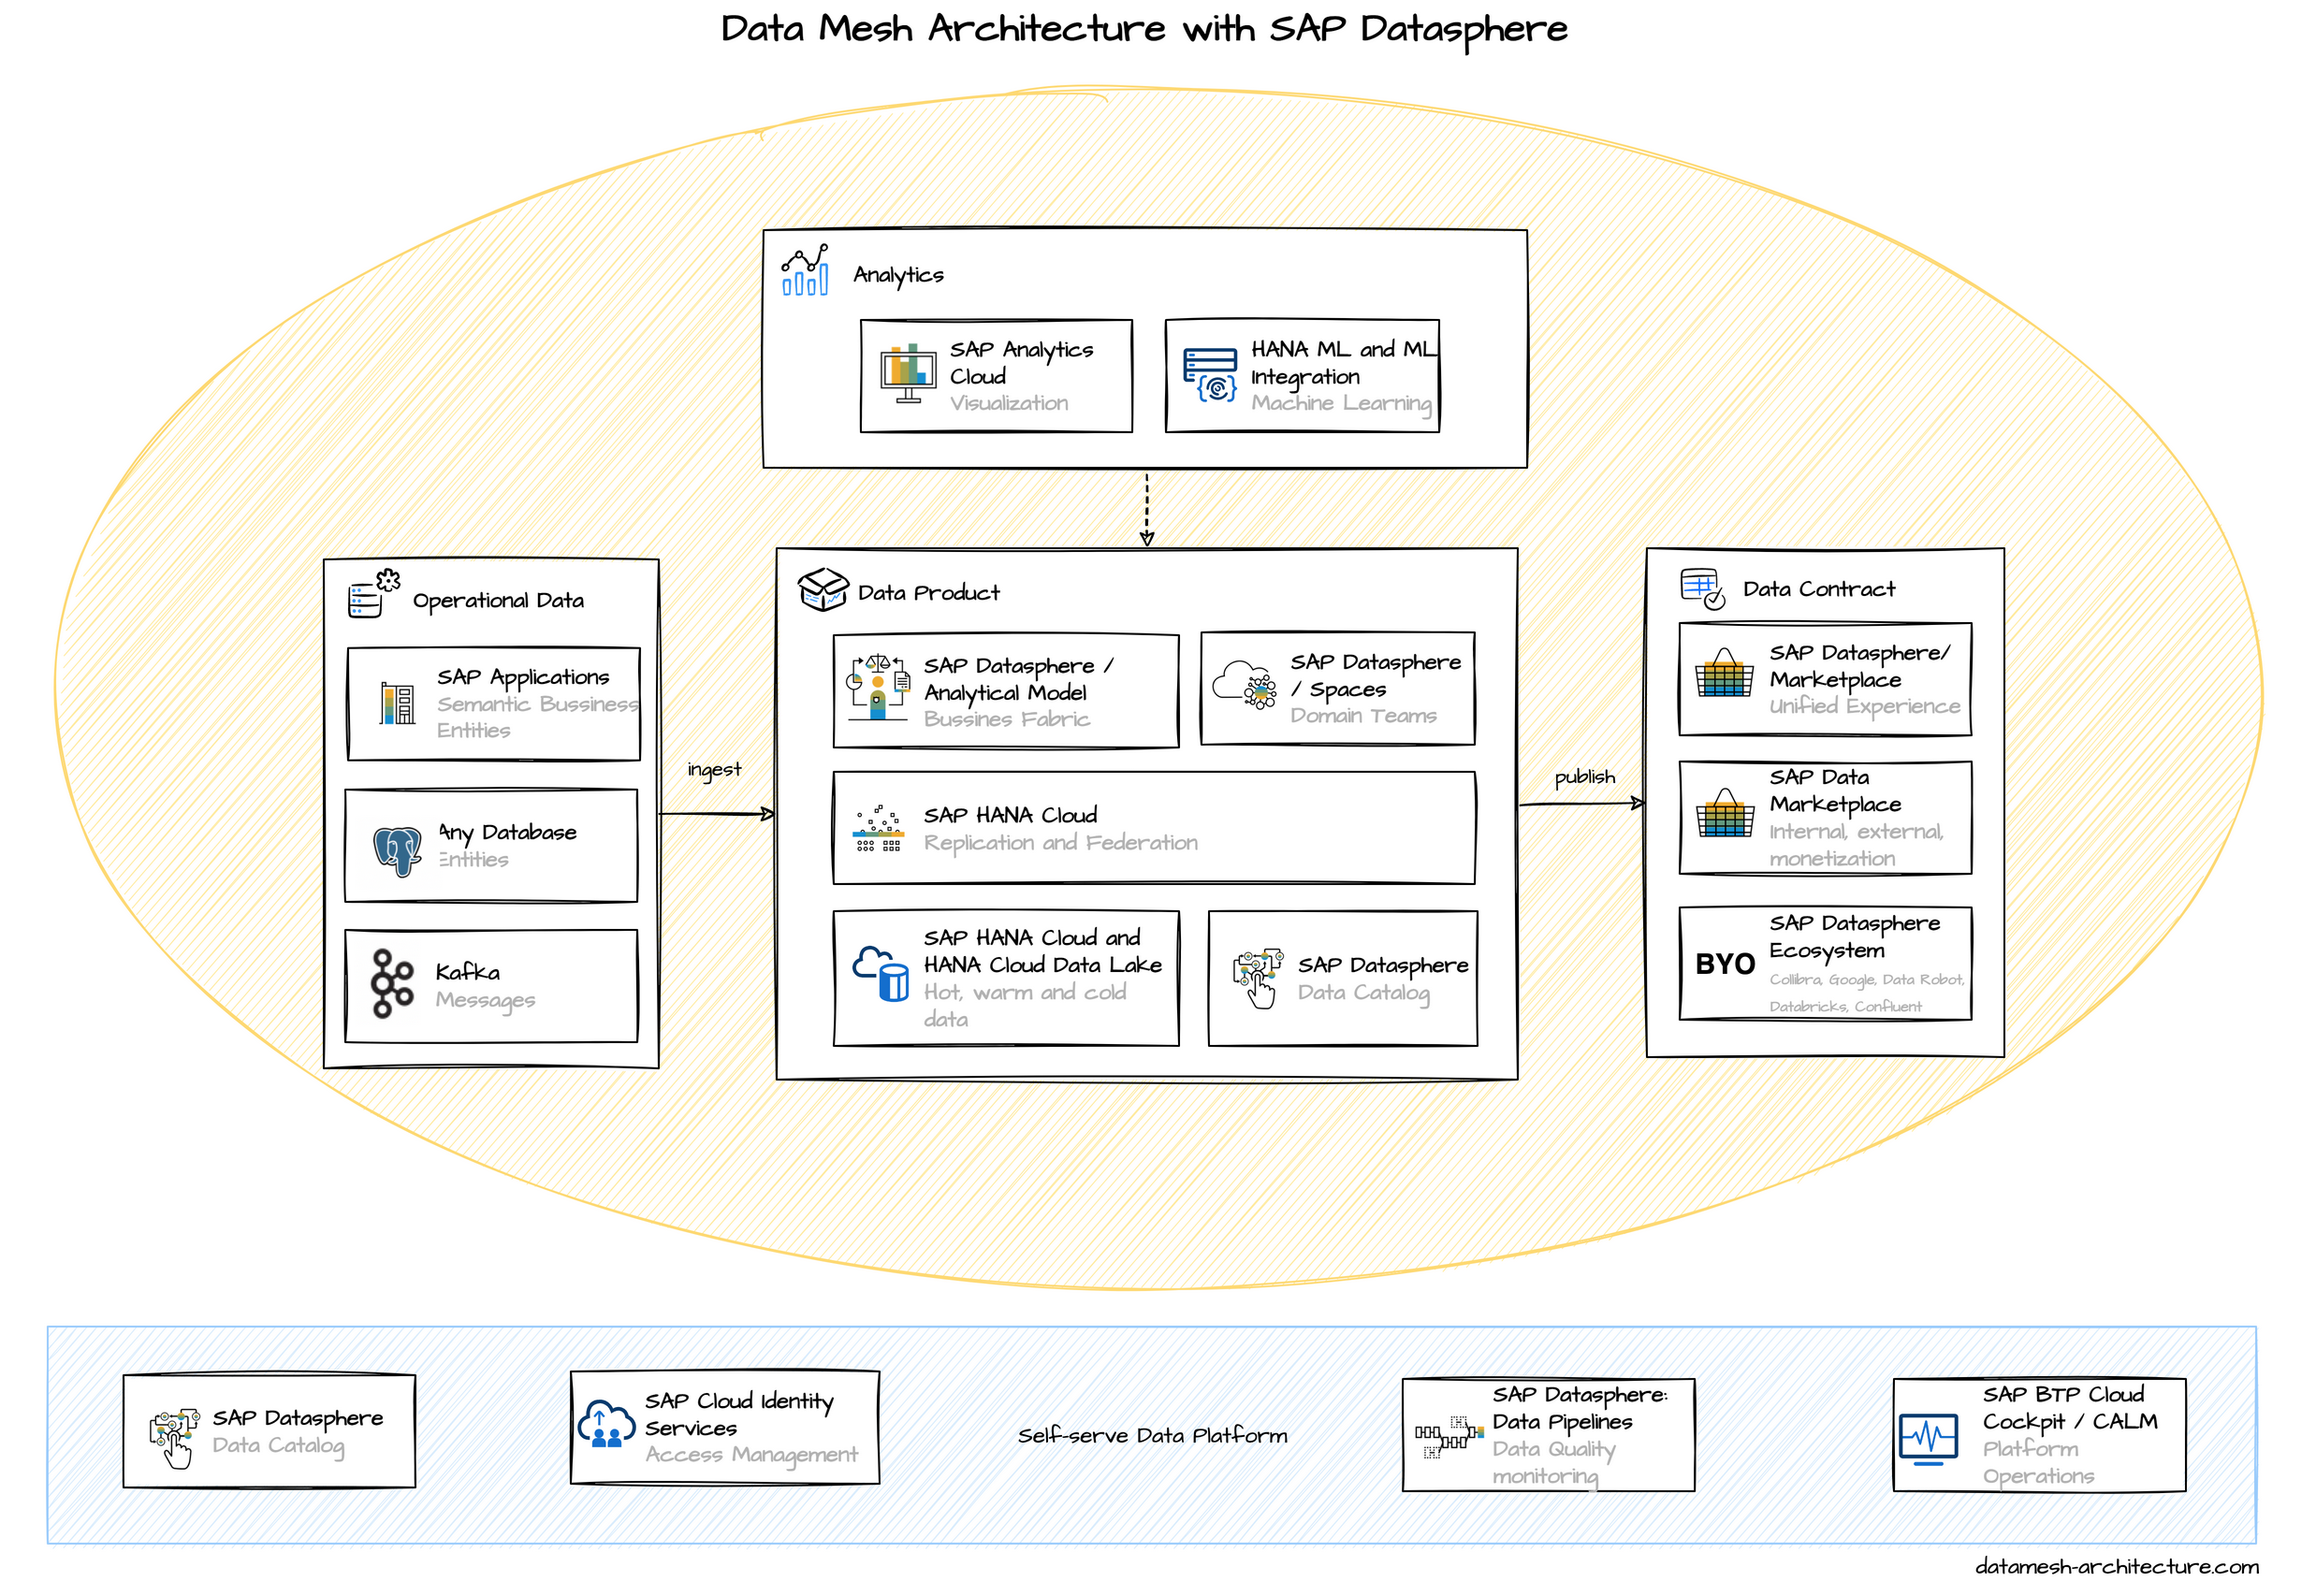 Data Mesh Architecture with SAP Datasphere
Analytics
SAP Analytics
Cloud
Visualization
HANA ML and ML
Integration
Machine Learning
Operational Data
SAP Applications
Semantic Bussiness
Entities
Any Database
Entities
Kafka
Messages
ingest
Data Product
SAP Datasphere /
Analytical Model
Bussines Fabric
SAP Datasphere
/ Spaces
Domain Teams
SAP HANA Cloud
Replication and Federation
SAP HANA Cloud and
HANA Cloud Data Lake
Hot, warm and cold
data
SAP Datasphere
Data Catalog
publish
Data Contract
SAP Datasphere/
Marketplace
Unified Experience
SAP Data
Marketplace
Internal, external,
monetization
BYO
SAP Datasphere
Ecosystem
Collibra, Google, Data Robot,
Databricks, Confluent
SAP Datasphere
Data Catalog
SAP Cloud Identity
Services
Access Management
Self-serve Data Platform
SAP Datasphere:
Data Pipelines
Data Quality
monitoring
SAP BTP Cloud
Cockpit / CALM
Platform
Operations
datamesh-architecture.com